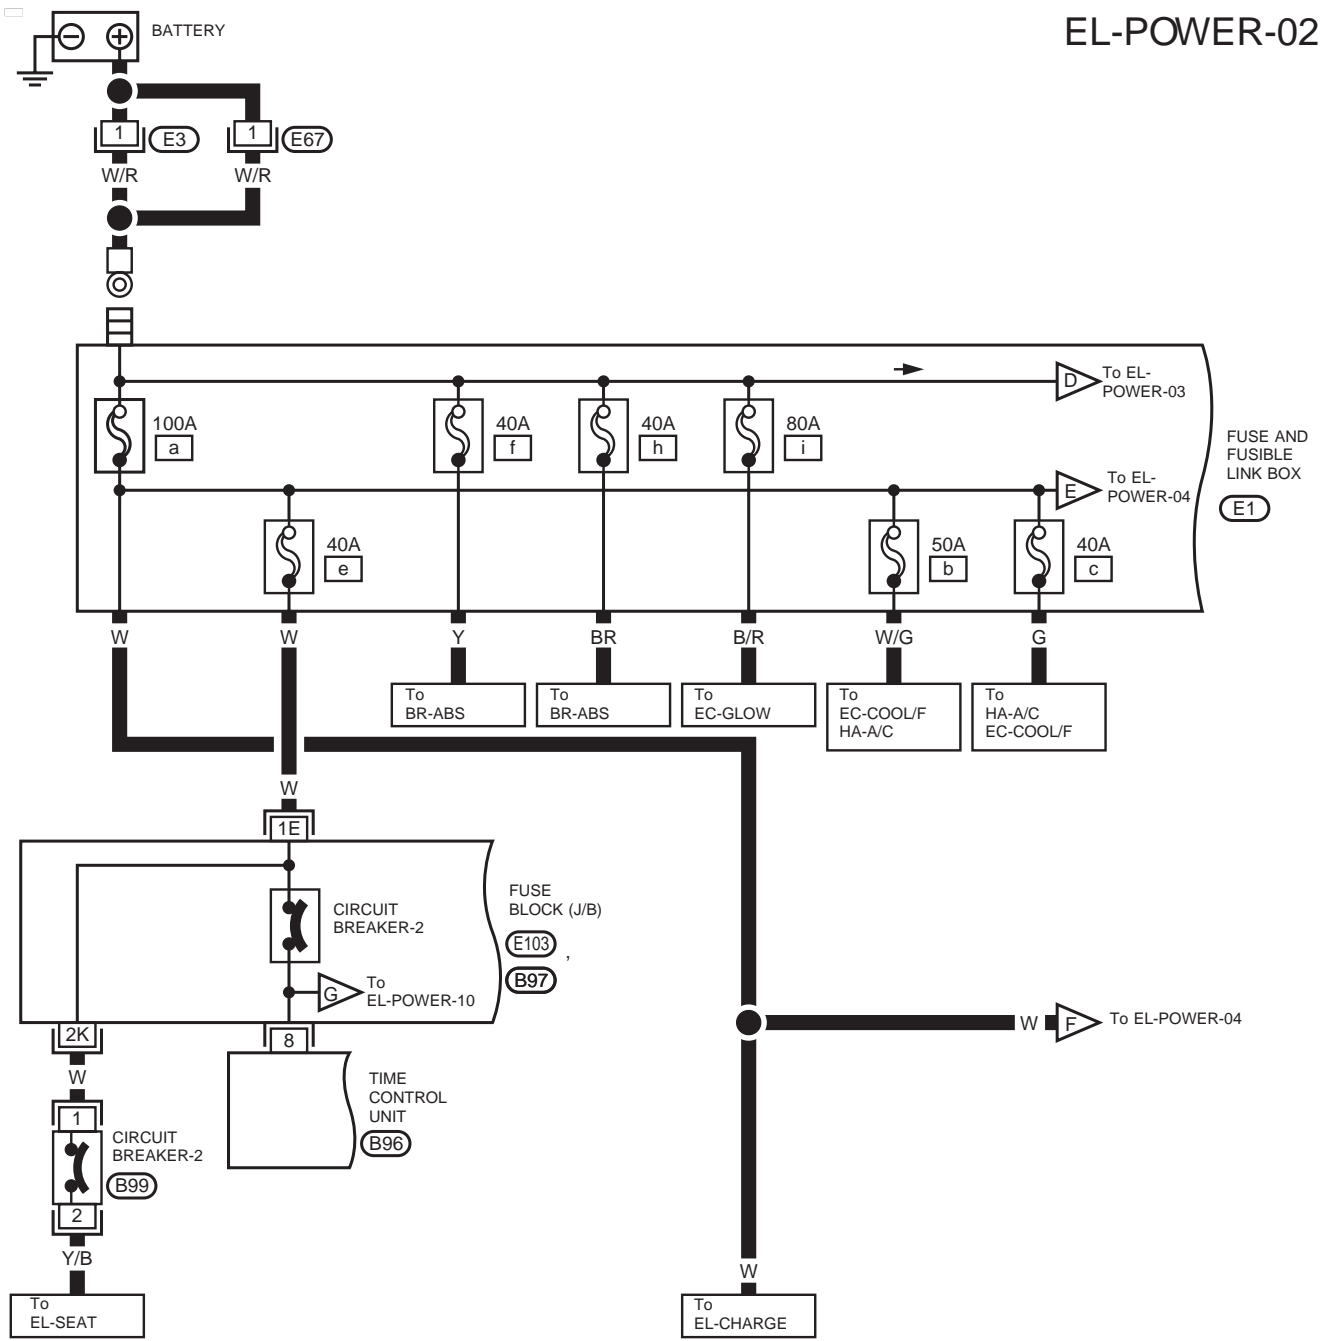 EL-POWER-02
BATTERY
1
E3
1
E67
W/R
W/R
D
To EL-
POWER-03
100A
a
40A
f
40A
h
80A
i
FUSE AND
FUSIBLE
LINK BOX
E1
E
To EL-
POWER-04
40A
e
50A
b
40A
c
W
W
Y
BR
B/R
W/G
G
To
BR-ABS
To
BR-ABS
To
EC-GLOW
To
EC-COOL/F
HA-A/C
To
HA-A/C
EC-COOL/F
W
1E
CIRCUIT
BREAKER-2
FUSE
BLOCK (J/B)
E103
,
B97
G
To
EL-POWER-10
2K
8
W
F
To EL-POWER-04
W
TIME
CONTROL
UNIT
B96
1
CIRCUIT
BREAKER-2
B99
2
Y/B
W
To
EL-SEAT
To
EL-CHARGE